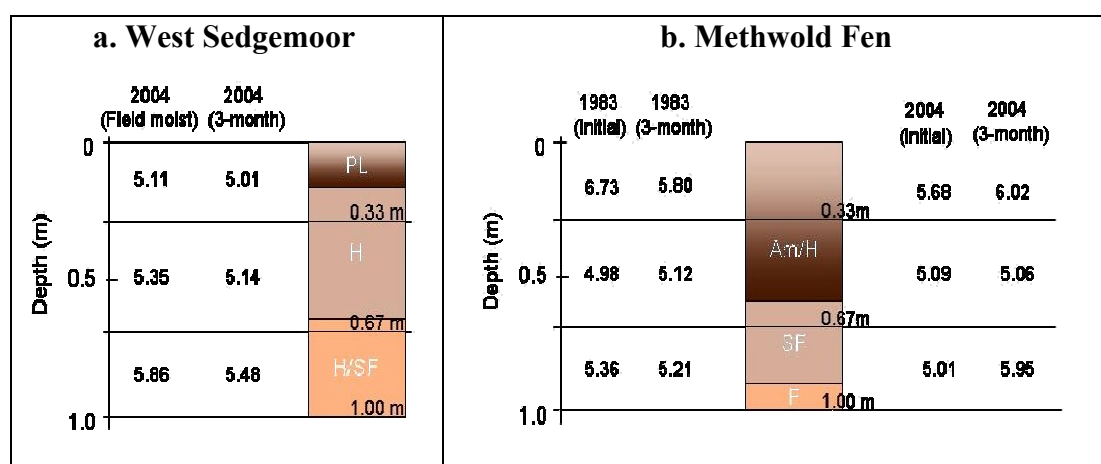 a. West Sedgemoor
2004 2004
(Field moist) (3-month)
0
PL
5.11 5.01
0.33 m
H
Depth (m)
0.5
5.35 5.14
0.67 m
5.86 5.48
H/SF
1.00 m
1.0
b. Methwold Fen
1983 1983
(Initial) (3-month)
2004 2004
(Initial) (3-month)
0
6.73 5.80
5.68 6.02
0.33m
Am/H
Depth (m)
0.5
4.98 5.12
5.09 5.06
0.67m
SF
5.36 5.21
5.01 5.95
F
1.00 m
1.0